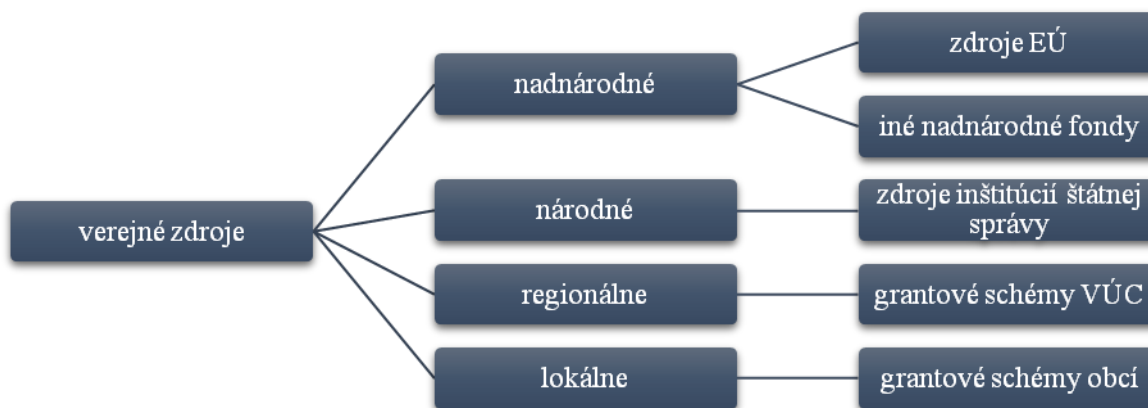 verejné zdroje
nadnárodné
zdroje EÚ
iné nadnárodné fondy
národné
zdroje inštitúcií štátnej
správy
regionálne
grantové schémy VÚC
lokálne
grantové schémy obcí